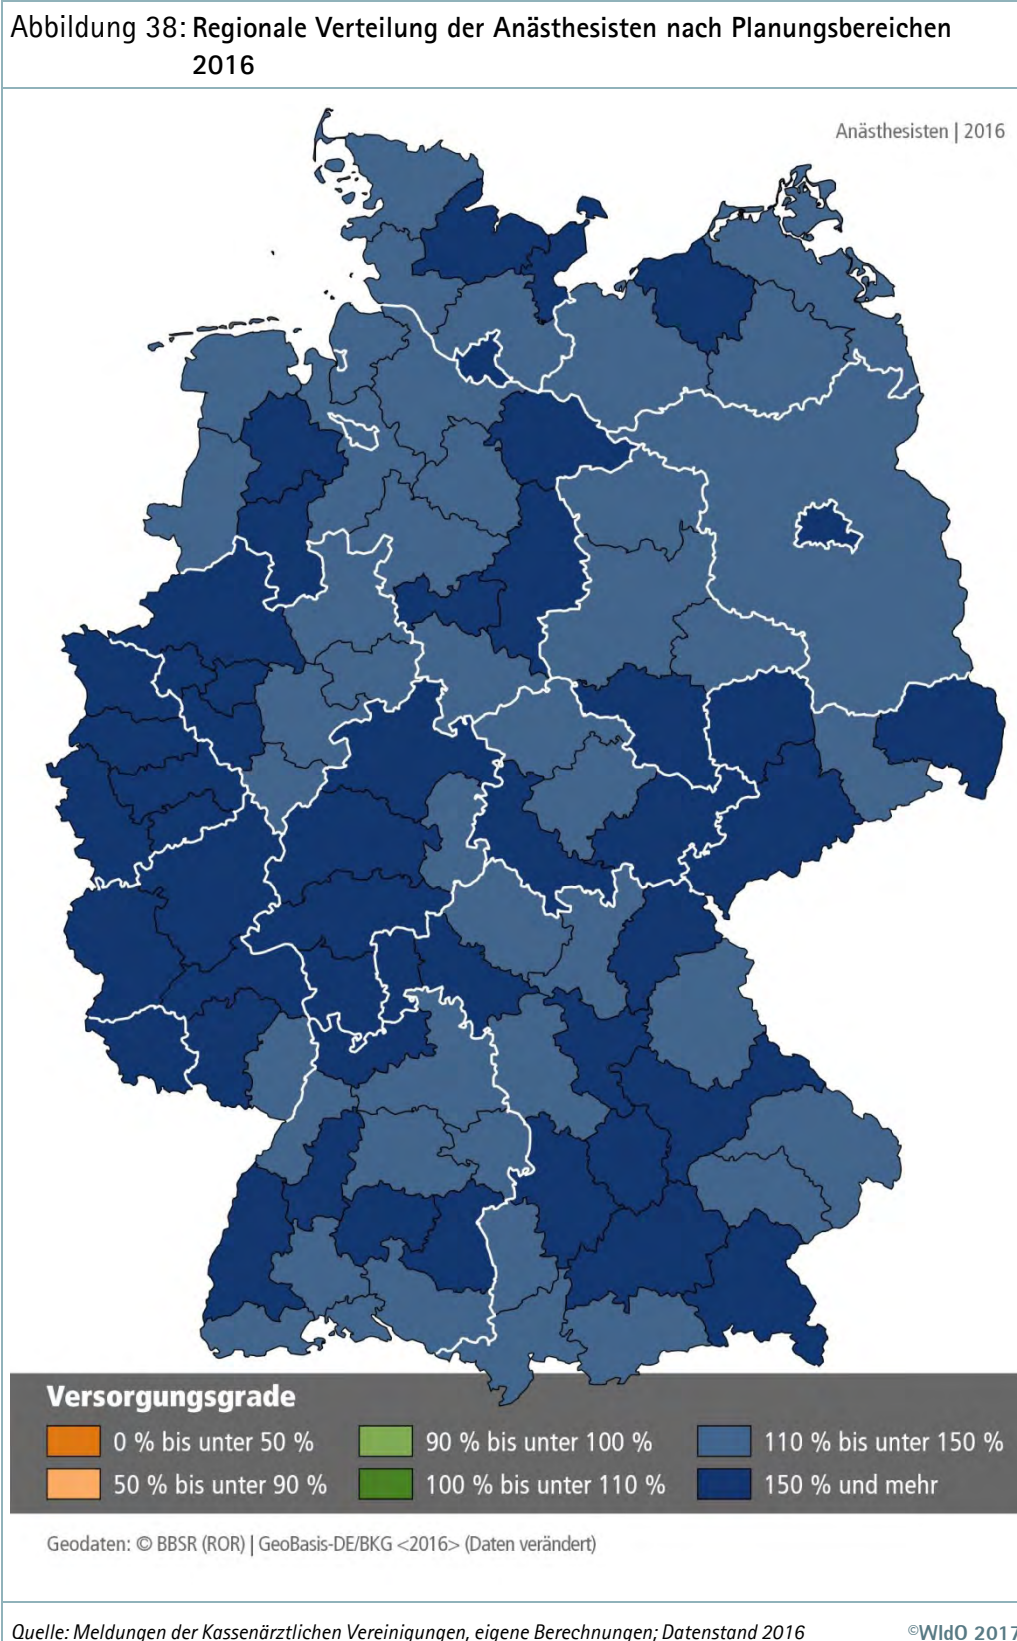 Abbildung 38: Regionale Verteilung der Anästhesisten nach Planungsbereichen
2016
Anästhesisten | 2016
Versorgungsgrade
0 % bis unter 50 %
90 % bis unter 100 %
110 % bis unter 150 %
50 % bis unter 90 %
100 % bis unter 110 %
150 % und mehr
Geodaten: © BBSR (ROR) | GeoBasis-DE/BKG <2016> (Daten verändert)
Quelle: Meldungen der Kassenärztlichen Vereinigungen, eigene Berechnungen; Datenstand 2016
©WIdO 2017